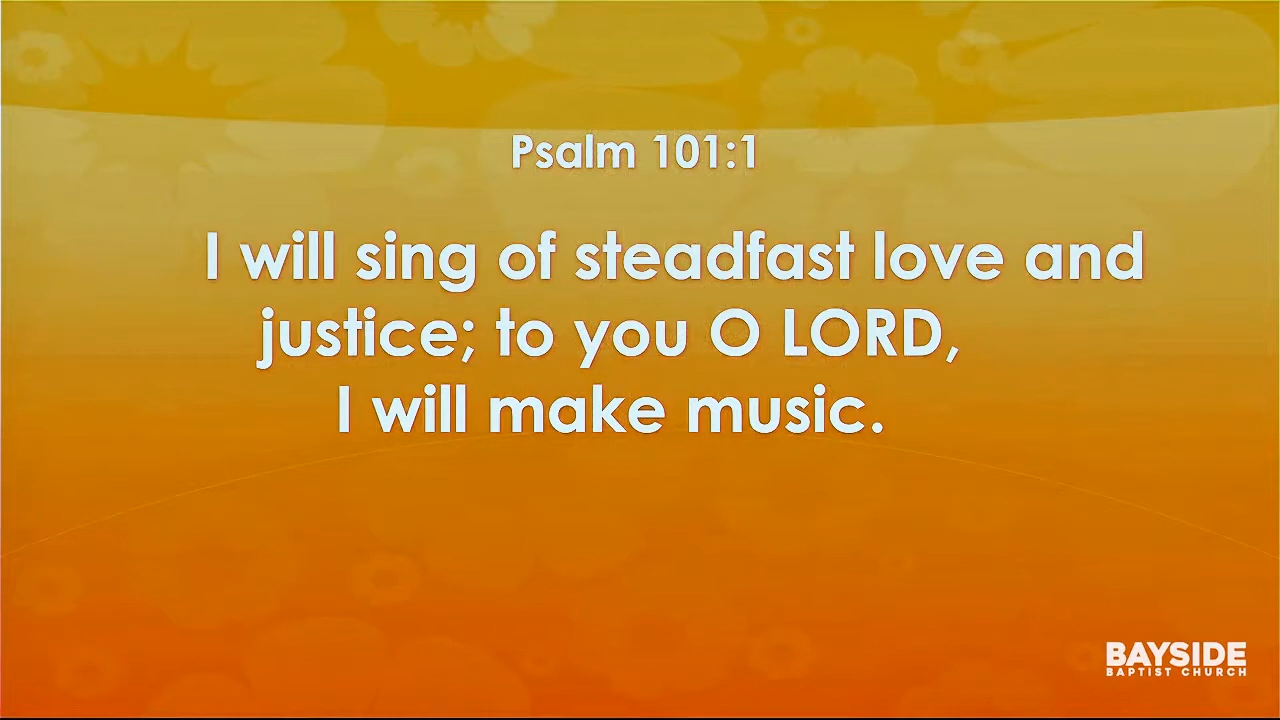 Psalm 101:1
I will sing of steadfast love and
justice; to you O LORD,
I will make music.
BAYSIDE
BAPTIST CHURCH